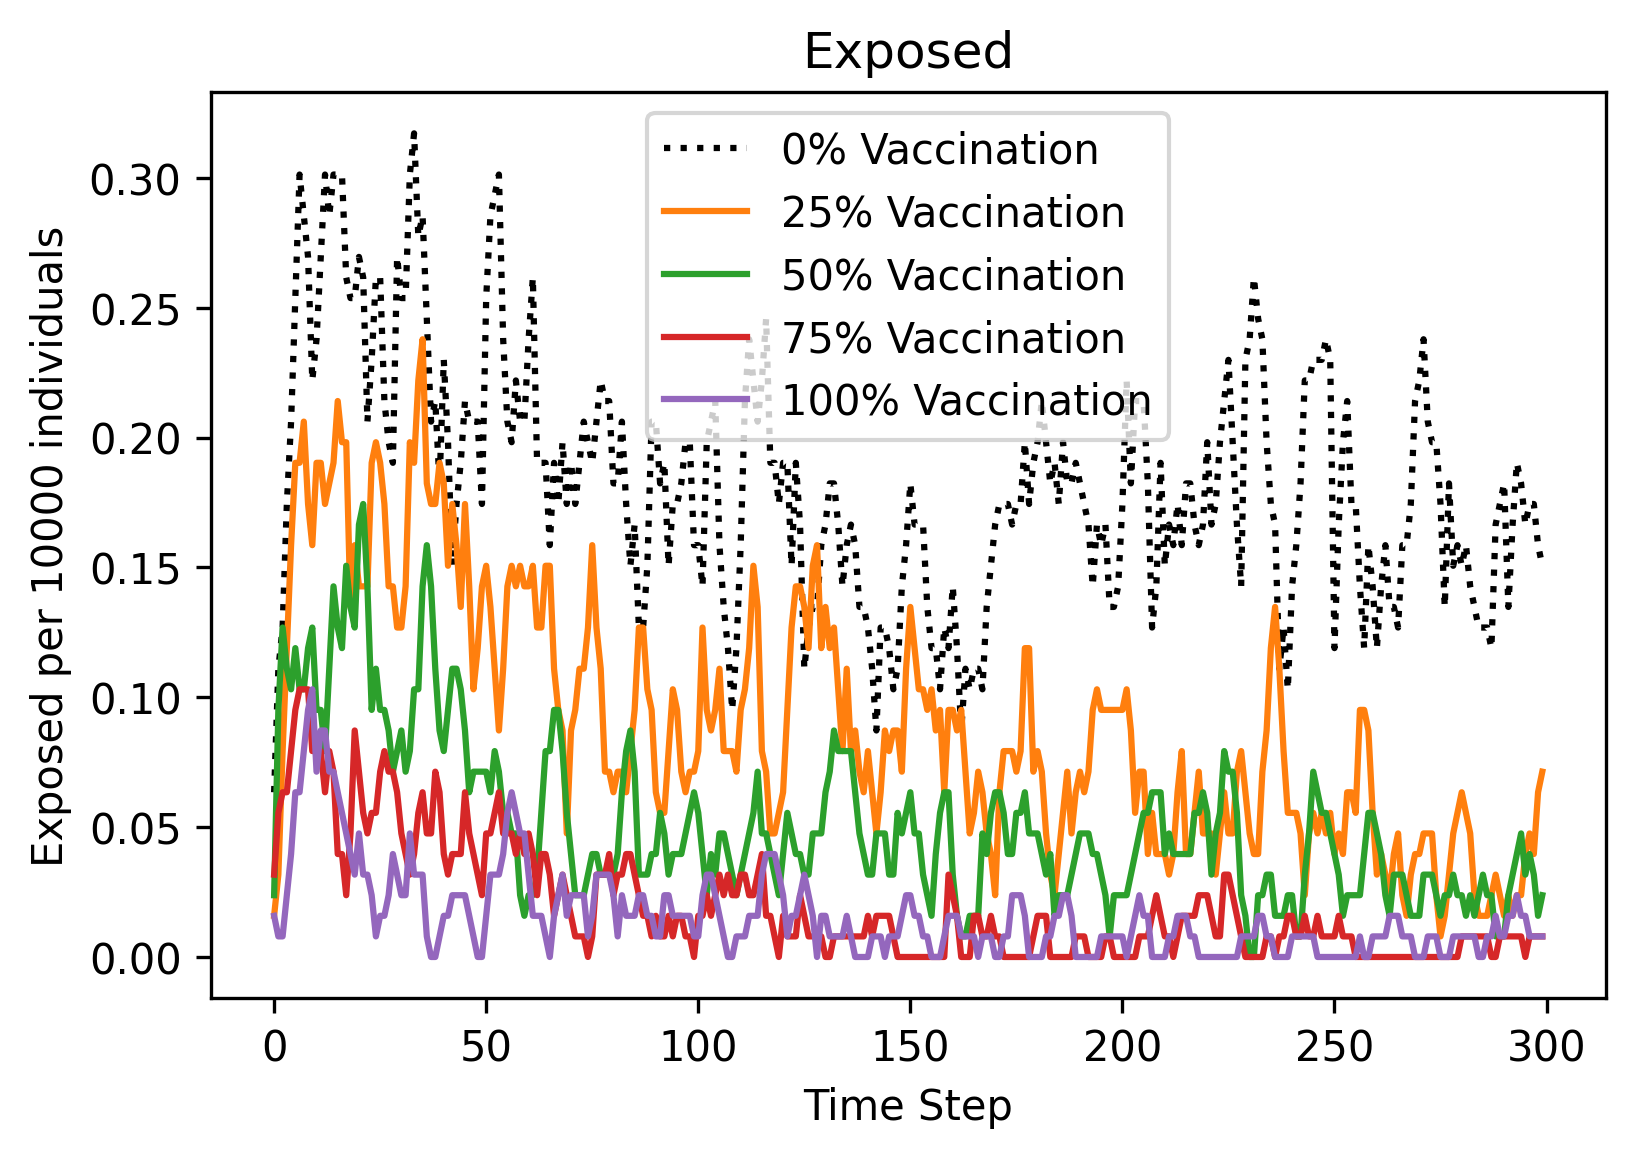 Exposed
0% Vaccination
25% Vaccination
50% Vaccination
75% Vaccination
100% Vaccination
Exposed per 10000 individuals
0.30
0.25
0.20
0.15
0.10
0.05
0.00
0 50 100 150 200 250 300
Time Step